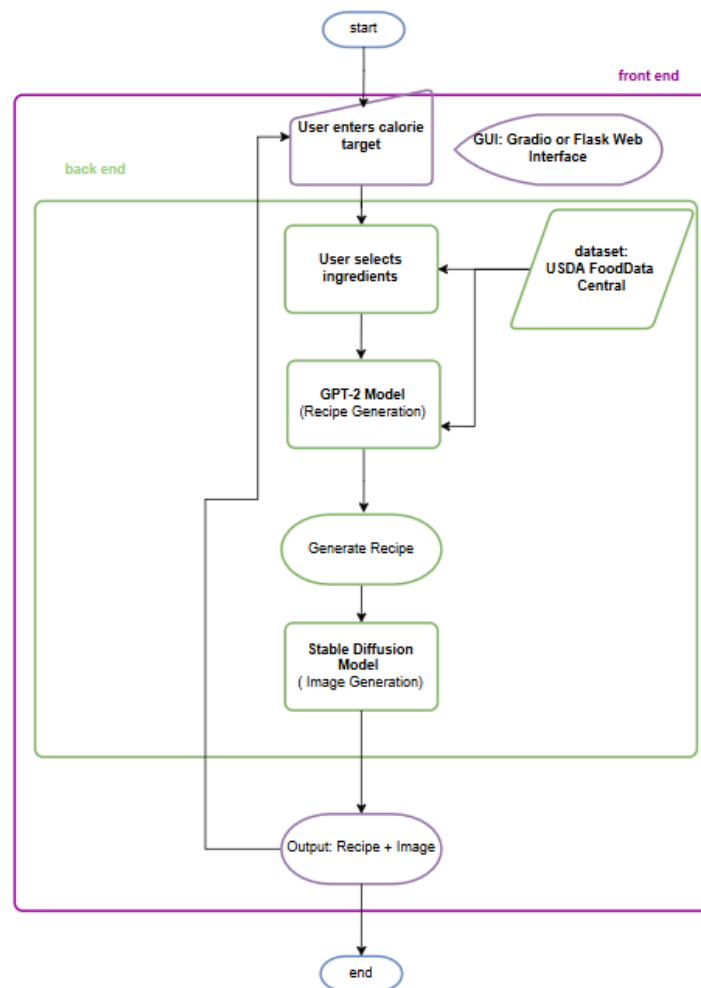 start
front end
User enters calorie
target
GUI: Gradio or Flask Web
Interface
back end
User selects
ingredients
dataset:
USDA FoodData
Central
GPT-2 Model
(Recipe Generation)
Generate Recipe
Stable Diffusion
Model
( Image Generation)
Output: Recipe + Image
end